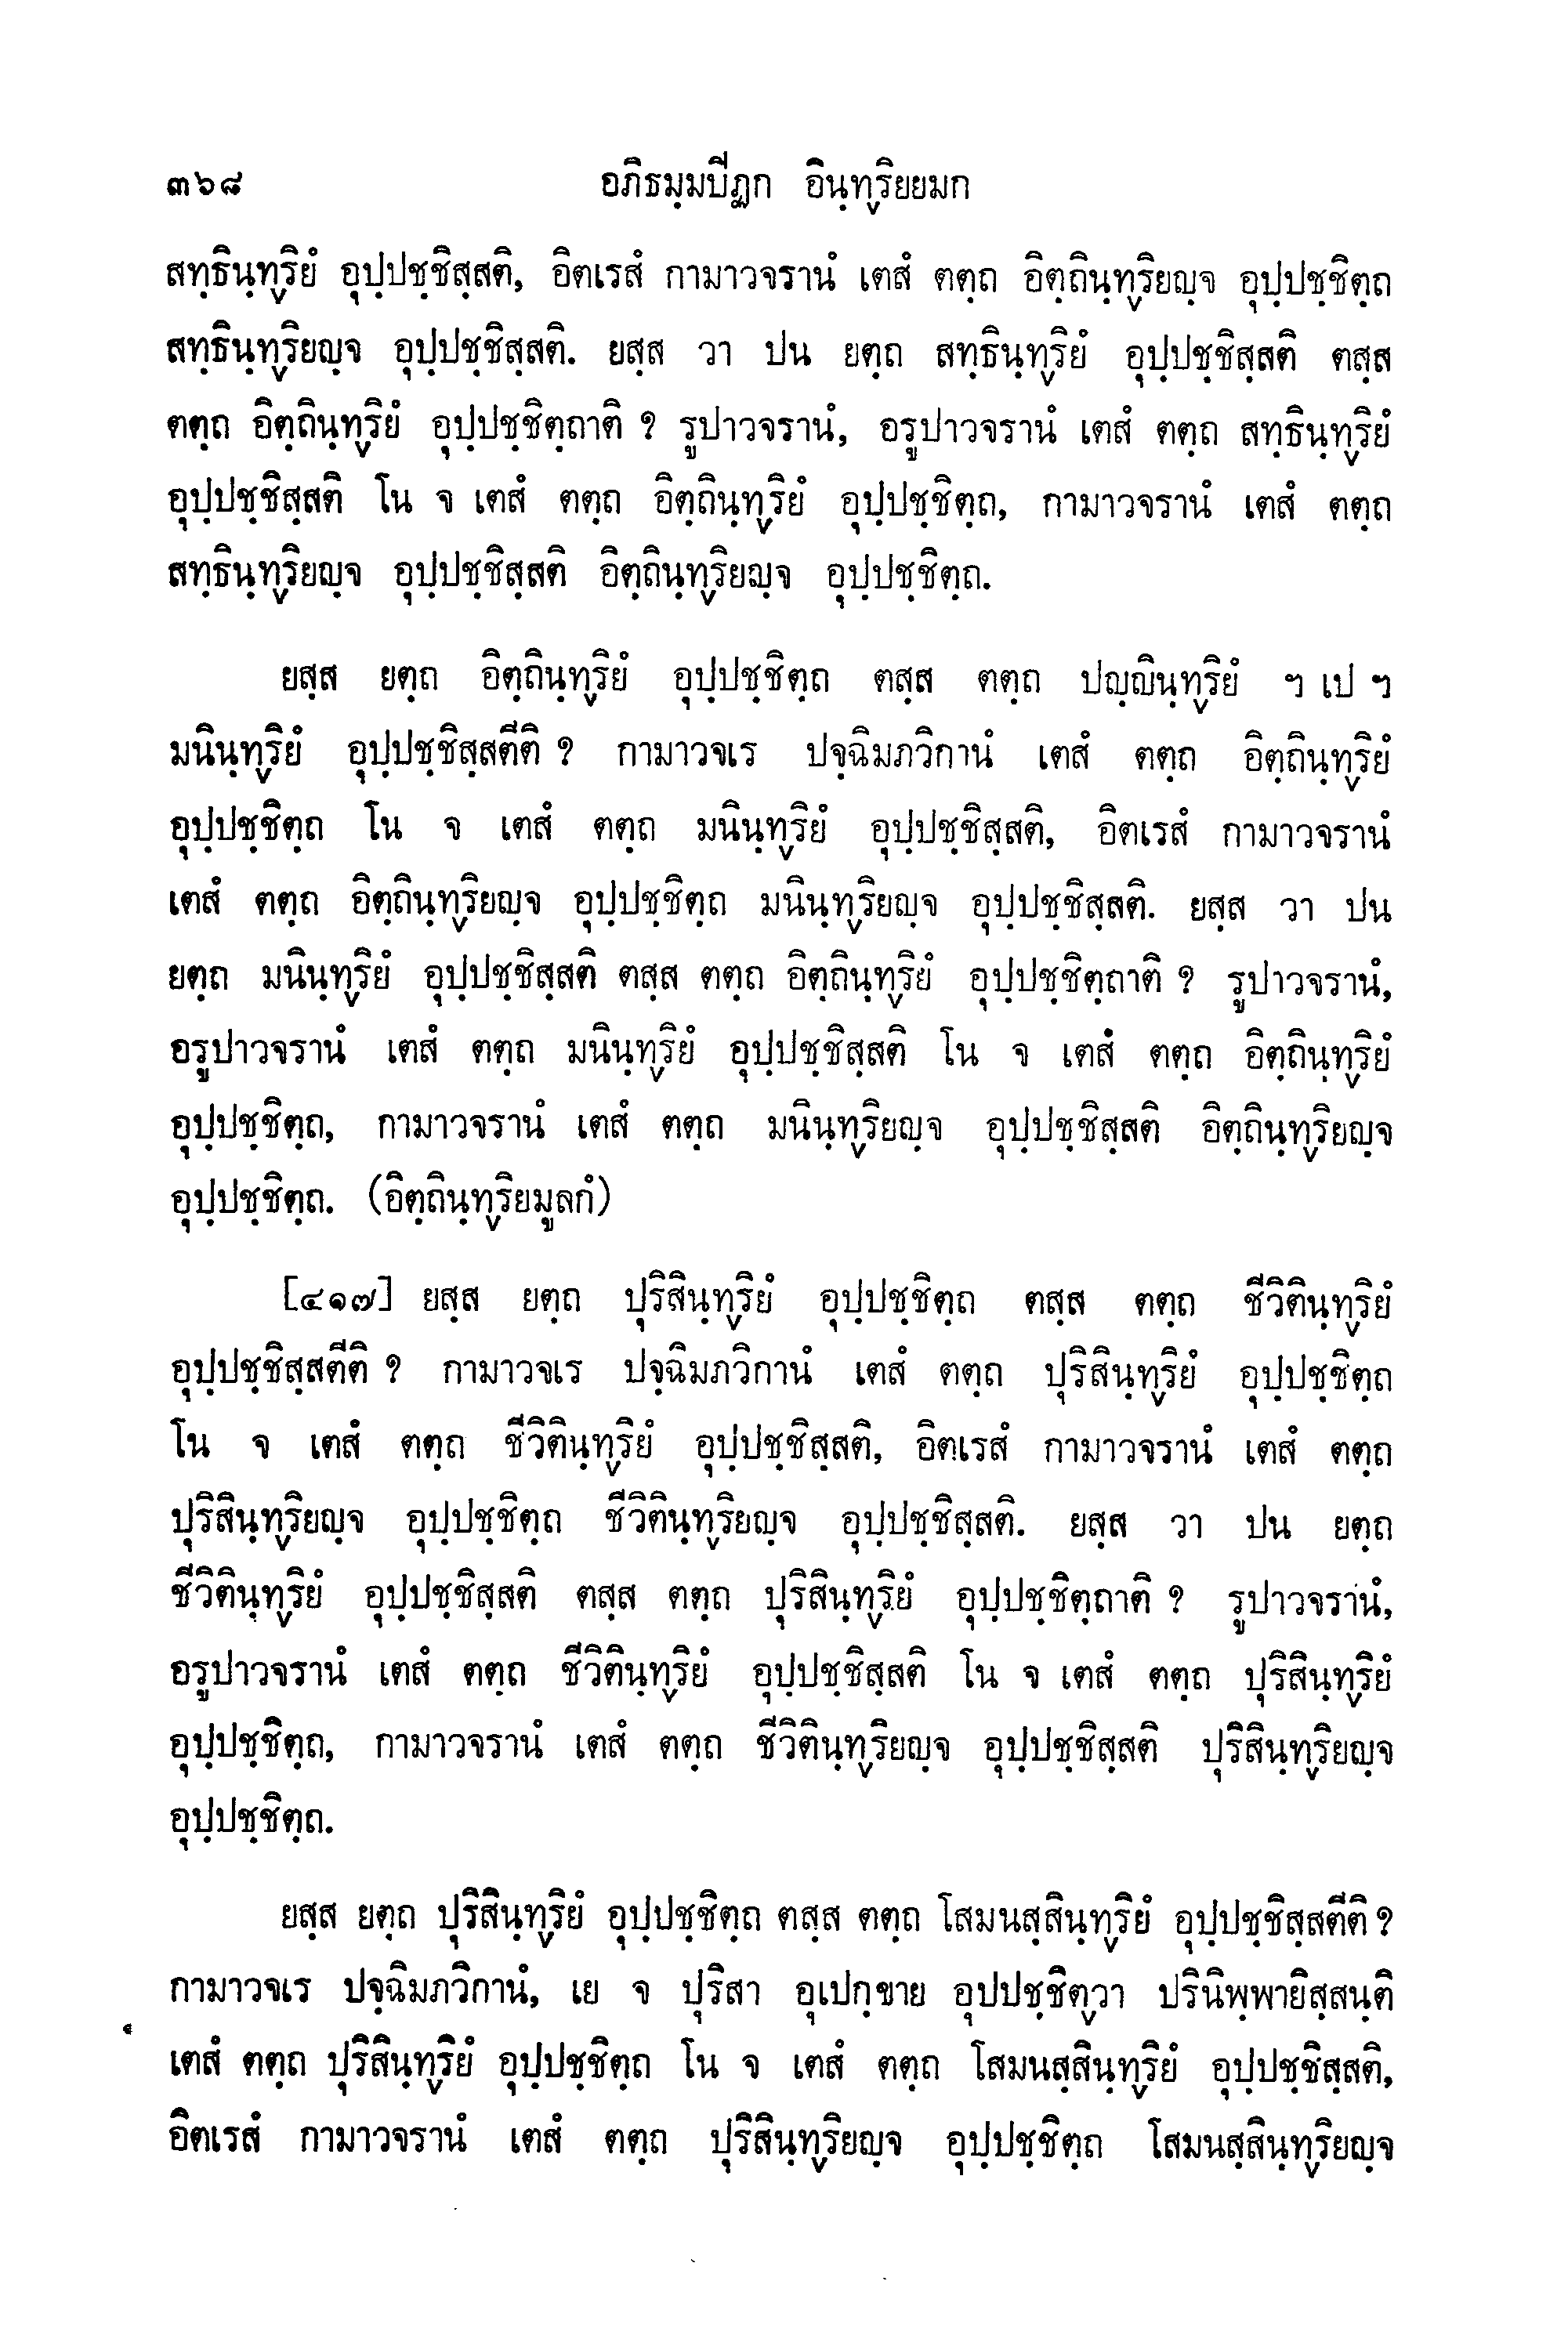 ๓๖๘ อภิธมฺมปิฏก อินฺทฺริยยมก
สทฺธินฺทฺริยํ อุปฺปชฺชิสฺสติ, อิตเรสํ กามาวจรานํ เตสํ ตตฺถ อิตฺถินฺทฺริยญฺจ อุปฺปชฺชิตฺถ
สทฺธินฺทฺริยญฺจ อุปฺปชฺชิสฺสติ. ยสฺส วา ปน ยตฺถ สทฺธินฺทฺริยํ อุปฺปชฺชิสฺสติ ตสฺส
ตตฺถ อิตฺถินฺทฺริยํ อุปฺปชฺชิตฺถาติ ? รูปาวจรานํ, อรูปาวจรานํ เตสํ ตตฺถ สทฺธินฺทฺริยํ
อุปฺปชฺชิสฺสติ โน จ เตสํ ตตฺถ อิตฺถินฺทฺริยํ อุปฺปชฺชิตฺถ, กามาวจรานํ เตสํ ตตฺถ
สทฺธินฺทฺริยญฺจ อุปฺปชฺชิสฺสติ อิตฺถินฺทฺริยญฺจ อุปฺปชฺชิตฺถ.
ยสฺส ยตฺถ อิตฺถินฺทฺริยํ อุปฺปชฺชิตฺถ ตสฺส ตตฺถ ปญฺญินฺทฺริยํ ฯ เป ฯ
มนินฺทฺริยํ อุปฺปชฺชิสฺสตีติ ? กามาวจเร ปจฺฉิมภวิกานํ เตสํ ตตฺถ อิตฺถินฺทฺริยํ
อุปฺปชฺชิตฺถ โน จ เตสํ ตตฺถ มนินฺทฺริยํ อุปฺปชฺชิสฺสติ, อิตเรสํ กามาวจรานํ
เตสํ ตตฺถ อิตฺถินฺทฺริยญฺจ อุปฺปชฺชิตฺถ มนินฺทฺริยญฺจ อุปฺปชฺชิสฺสติ. ยสฺส วา ปน
ยตฺถ มนินฺทฺริยํ อุปฺปชฺชิสฺสติ ตสฺส ตตฺถ อิตฺถินฺทฺริยํ อุปฺปชฺชิตฺถาติ ? รูปาวจรานํ,
อรูปาวจรานํ เตสํ ตตฺถ มนินฺทฺริยํ อุปฺปชฺชิสฺสติ โน จ เตสํ ตตฺถ อิตฺถินฺทฺริยํ
อุปฺปชฺชิตฺถ, กามาวจรานํ เตสํ ตตฺถ มนินฺทฺริยญฺจ อุปฺปชฺชิสฺสติ อิตฺถินฺทฺริยญฺจ
อุปฺปชฺชิตฺถ. (อิตฺถินฺทฺริยมูลกํ)
[๔๑๗] ยสฺส ยตฺถ ปุริสินฺทฺริยํ อุปฺปชฺชิตฺถ ตสฺส ตตฺถ ชีวิตินฺทฺริยํ
อุปฺปชฺชิสฺสตีติ ? กามาวจเร ปจฺฉิมภวิกานํ เตสํ ตตฺถ ปุริสินฺทฺริยํ อุปฺปชฺชิตฺถ
โน จ เตสํ ตตฺถ ชีวิตินฺทฺริยํ อุปฺปชฺชิสฺสติ, อิตเรสํ กามาวจรานํ เตสํ ตตฺถ
ปุริสินฺทฺริยญฺจ อุปฺปชฺชิตฺถ ชีวิตินฺทฺริยญฺจ อุปฺปชฺชิสฺสติ. ยสฺส วา ปน ยตฺถ
ชีวิตินฺทฺริยํ อุปฺปชฺชิสฺสติ ตสฺส ตตฺถ ปุริสินฺทฺริยํ อุปฺปชฺชิตฺถาติ ? รูปาวจรานํ,
อรูปาวจรานํ เตสํ ตตฺถ ชีวิตินฺทฺริยํ อุปฺปชฺชิสฺสติ โน จ เตสํ ตตฺถ ปุริสินฺทฺริยํ
อุปฺปชฺชิตฺถ, กามาวจรานํ เตสํ ตตฺถ ชีวิตินฺทฺริยญฺจ อุปฺปชฺชิสฺสติ ปุริสินฺทฺริยญฺจ
อุปฺปชฺชิตฺถ.
ยสฺส ยตฺถ ปุริสินฺทฺริยํ อุปฺปชฺชิตฺถ ตสฺส ตตฺถ โสมนสฺสินฺทฺริยํ อุปฺปชฺชิสฺสตีติ ?
กามาวจเร ปจฺฉิมภวิกานํ, เย จ ปุริสา อุเปกฺขาย อุปปชฺชิตฺวา ปรินิพฺพายิสฺสนฺติ
เตสํ ตตฺถ ปุริสินฺทฺริยํ อุปฺปชฺชิตฺถ โน จ เตสํ ตตฺถ โสมนสฺสินฺทฺริยํ อุปฺปชฺชิสฺสติ,
อิตเรสํ กามาวจรานํ เตสํ ตตฺถ ปุริสินฺทฺริยญฺจ อุปฺปชฺชิตฺถ โสมนสฺสินฺทฺริยญฺจ